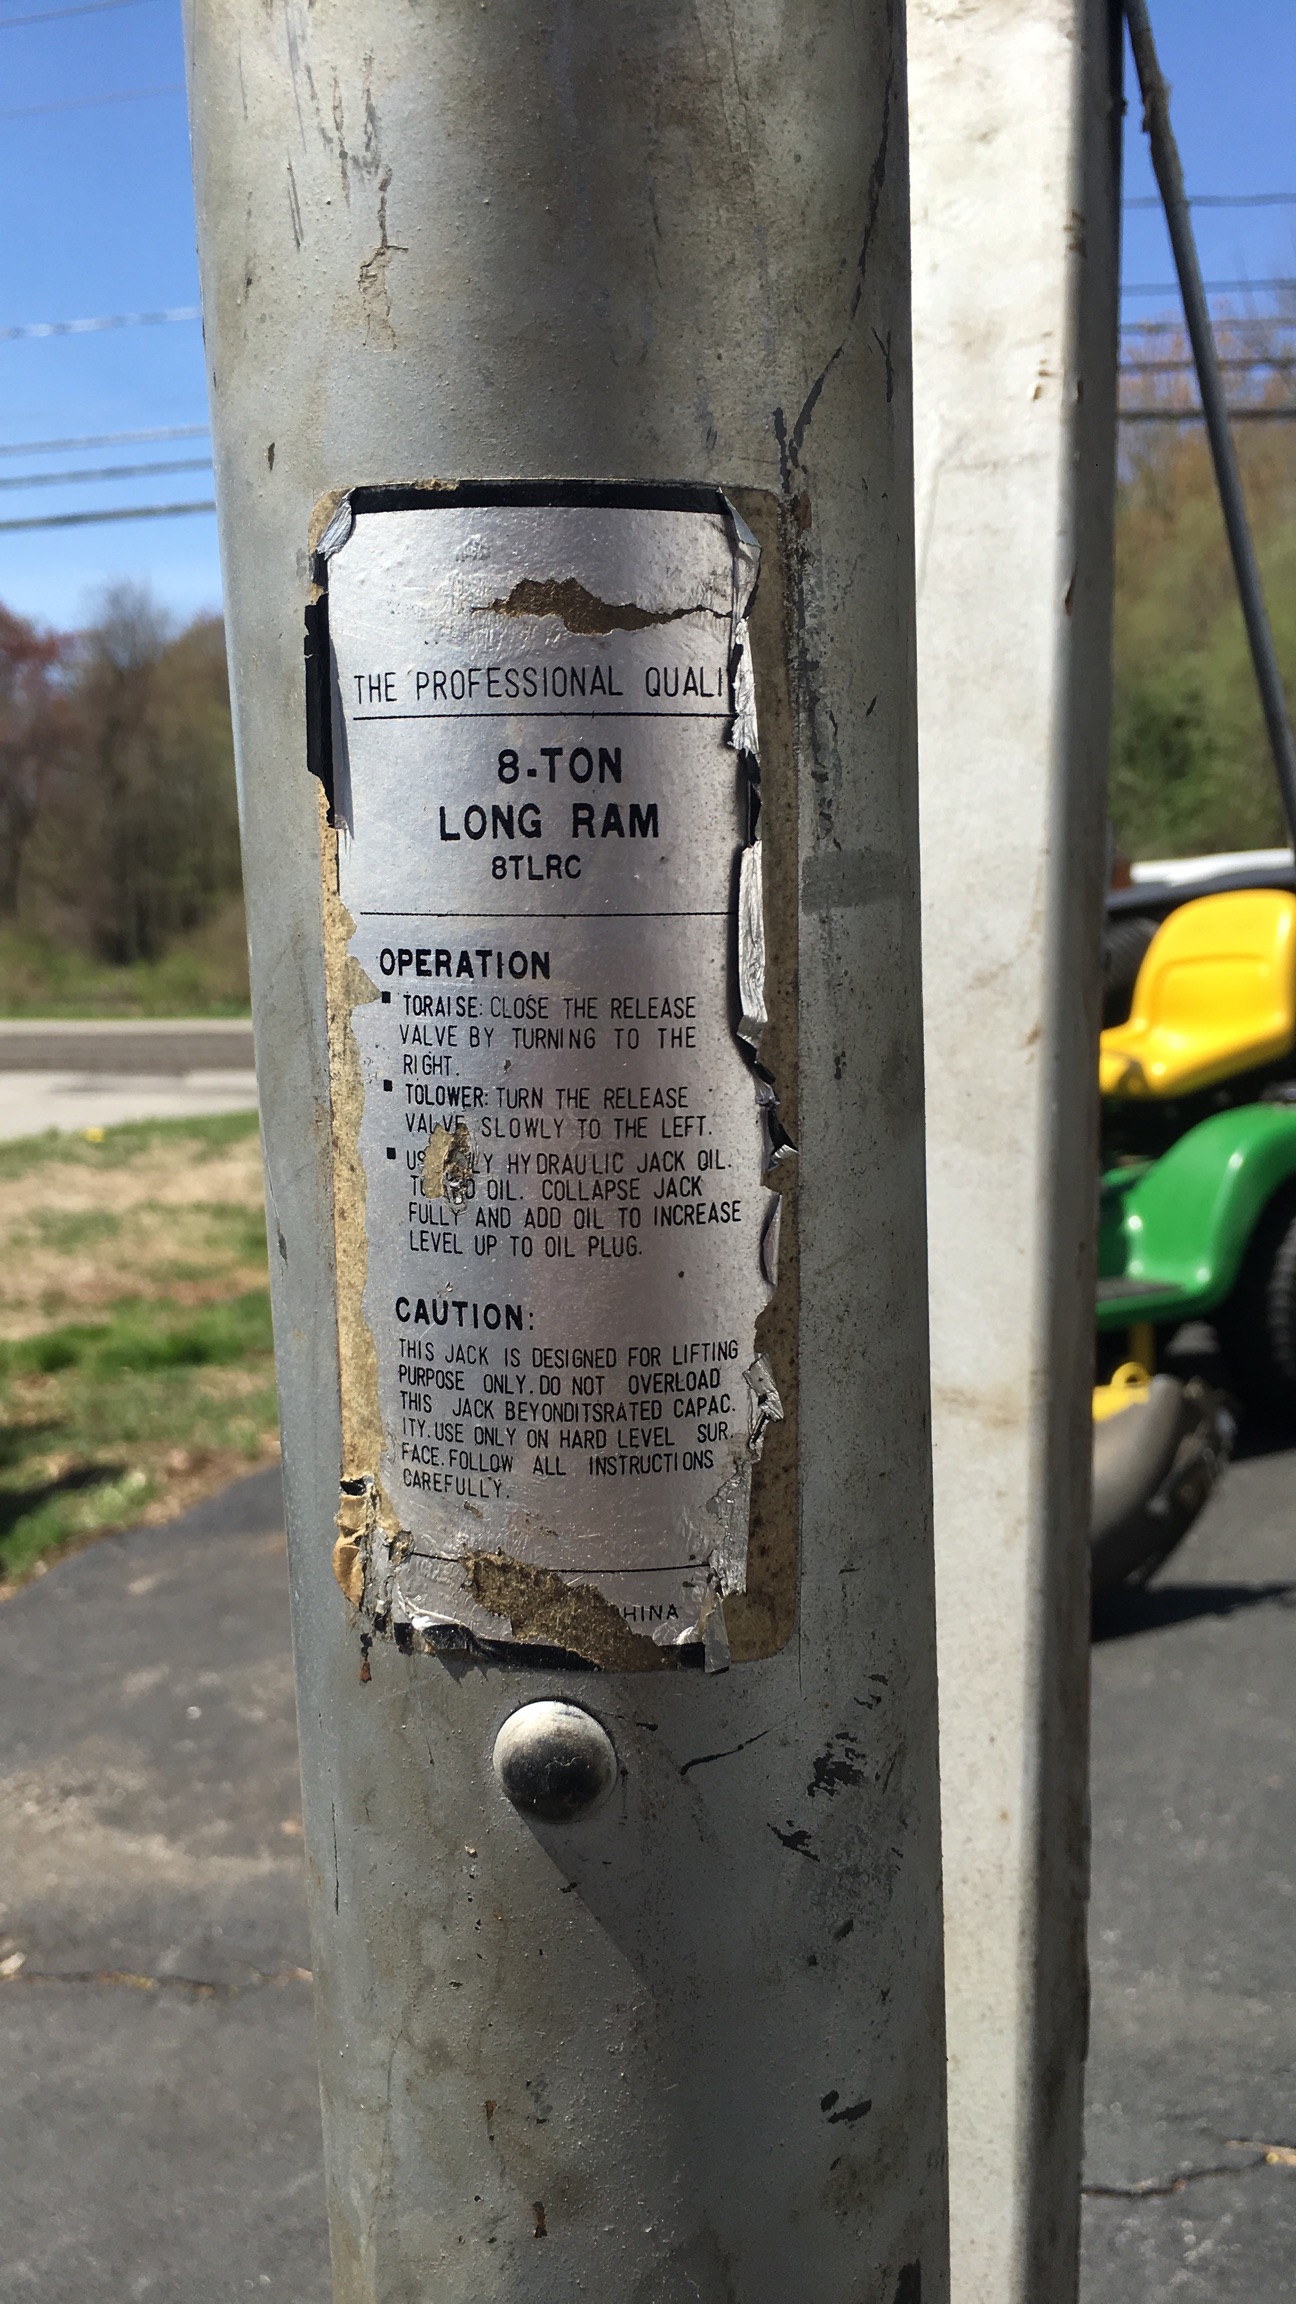 THE PROFESSIONAL QUALI
8-TON
LONG RAM
8TLRC
OPERATION
▪ TORAISE: CLOSE THE RELEASE
VALVE BY TURNING TO THE
RIGHT.
▪ TOLOWER: TURN THE RELEASE
VALVE SLOWLY TO THE LEFT.
▪ HYDRAULIC JACK OIL.
OIL. COLLAPSE JACK
FULLY AND ADD OIL TO INCREASE
LEVEL UP TO OIL PLUG.
CAUTION:
THIS JACK IS DESIGNED FOR LIFTING
PURPOSE ONLY. DO NOT OVERLOAD
THIS JACK BEYONDITSRATED CAPAC.
ITY. USE ONLY ON HARD LEVEL SUR.
FACE. FOLLOW ALL INSTRUCTIONS
CAREFULLY.
HINA